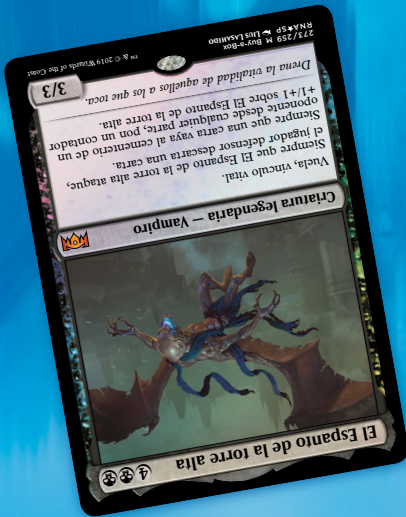 El Espanto de la torre alta
4
Criatura legendaria — Vampiro
Vuela, vínculo vital.
Siempre que El Espanto de la torre alta ataque,
el jugador defensor descarta una carta.
Siempre que una carta vaya al cementerio de un
oponente desde cualquier parte, pon un contador
+1/+1 sobre El Espanto de la torre alta.
Drena la vitalidad de aquellos a los que toca.
3/3
273/259 M Buy-a-Box
RNA★SP Lius Lasahido
™ & © 2019 Wizards of the Coast